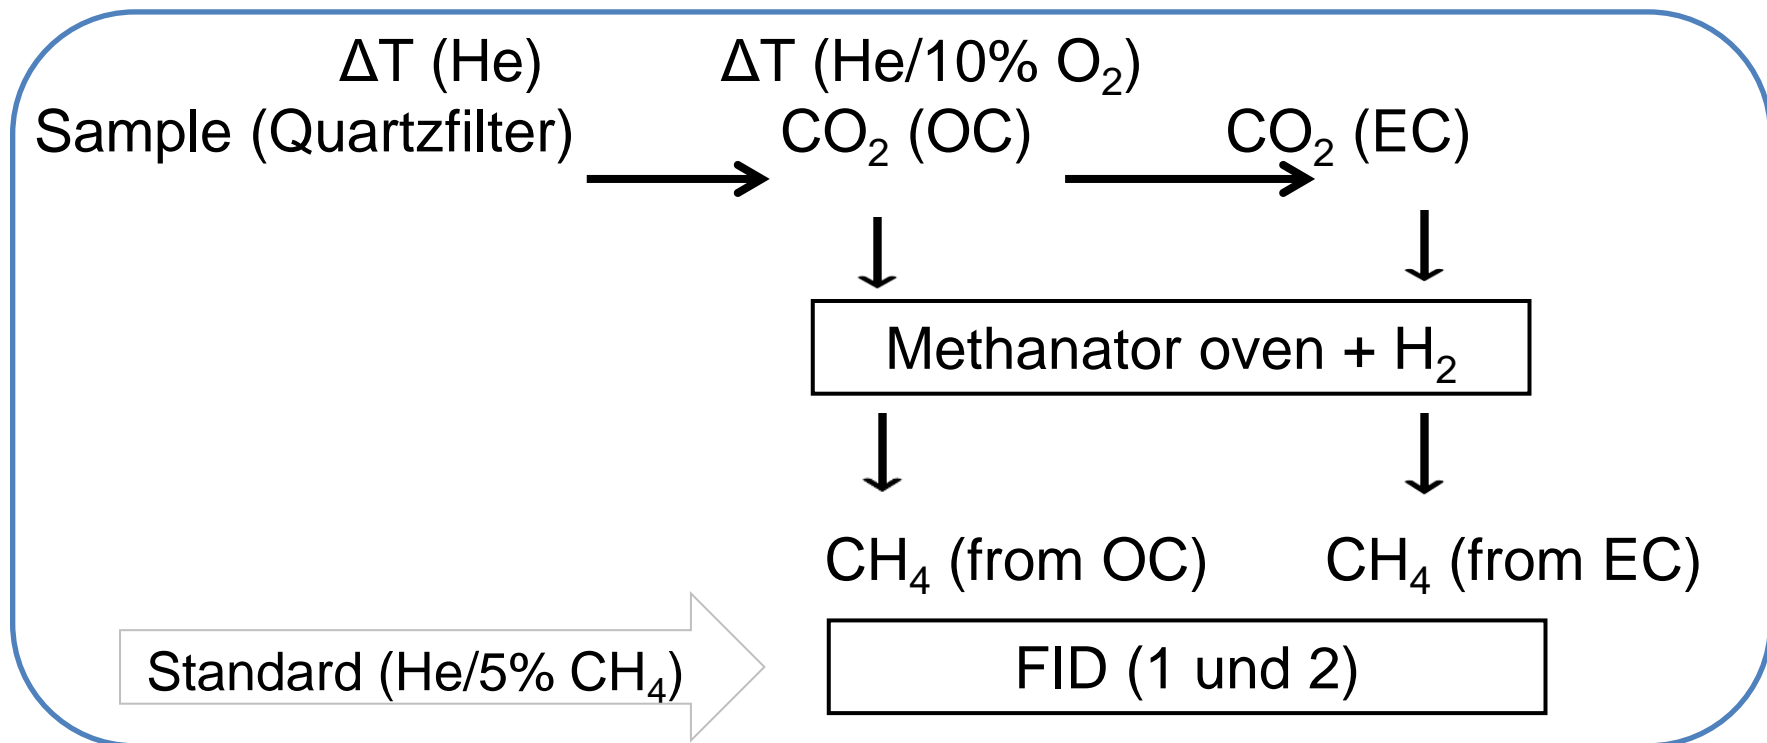 ΔT (He) ΔT (He/10% O₂)
Sample (Quartzfilter) CO₂ (OC) CO₂ (EC)
Methanator oven + H₂
CH₄ (from OC) CH₄ (from EC)
Standard (He/5% CH₄) FID (1 und 2)